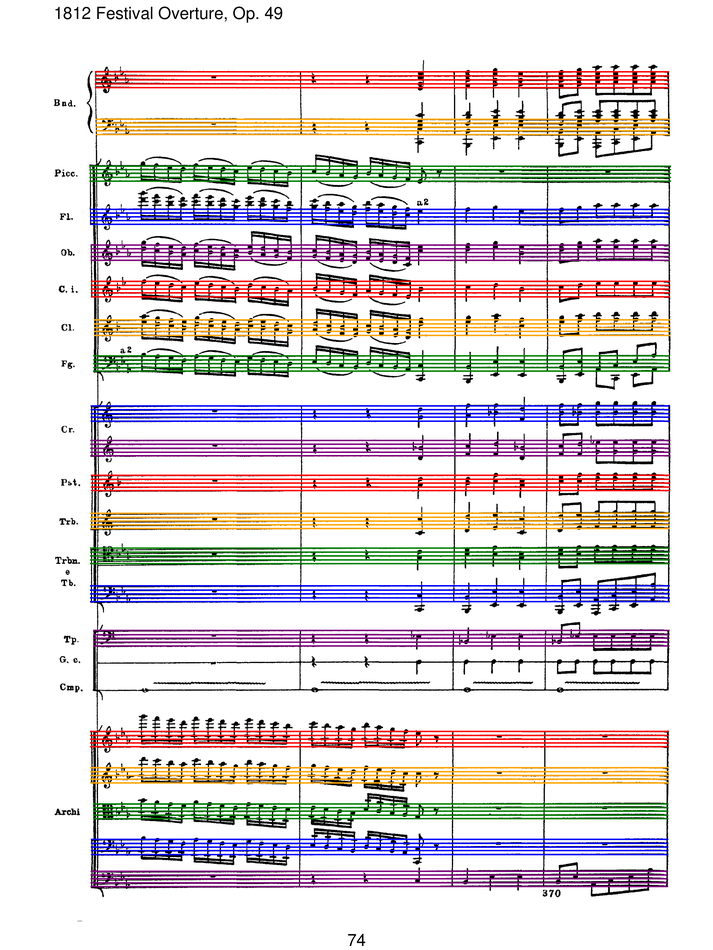 1812 Festival Overture, Op. 49
Bnd.
Picc.
Fl.
a2
Ob.
C. i.
Cl.
a2
Fg.
Cr.
Pst.
Trb.
Trbn.
e
Tb.
Tp.
G. c.
Cmp.
Archi
370
74